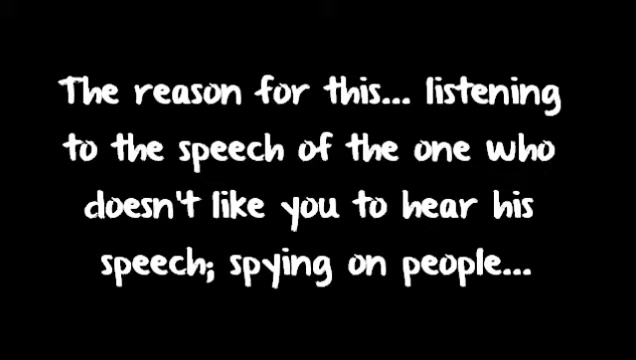 The reason for this... listening
to the speech of the one who
doesn't like you to hear his
speech; spying on people...